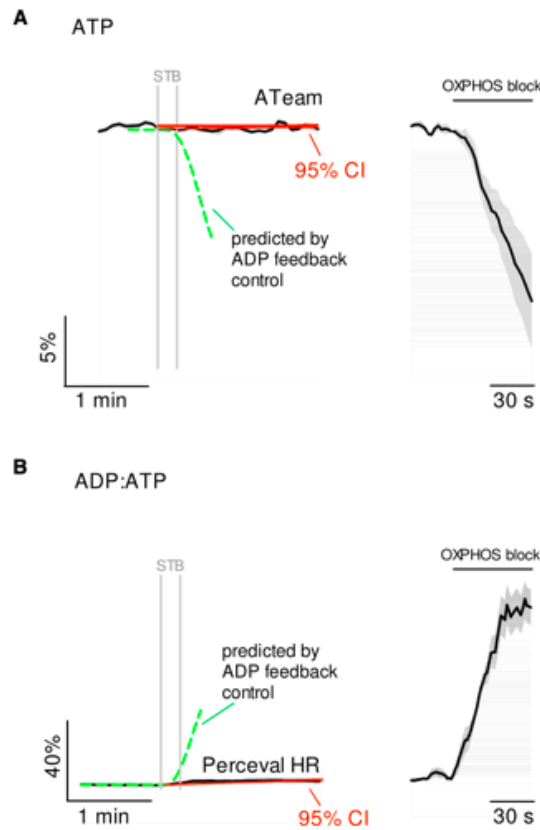 A
ATP
STB
ATeam
OXPHOS block
95% CI
predicted by
ADP feedback
control
5%
1 min
30 s
B
ADP:ATP
STB
OXPHOS block
predicted by
ADP feedback
control
40%
Perceval HR
95% CI
1 min
30 s